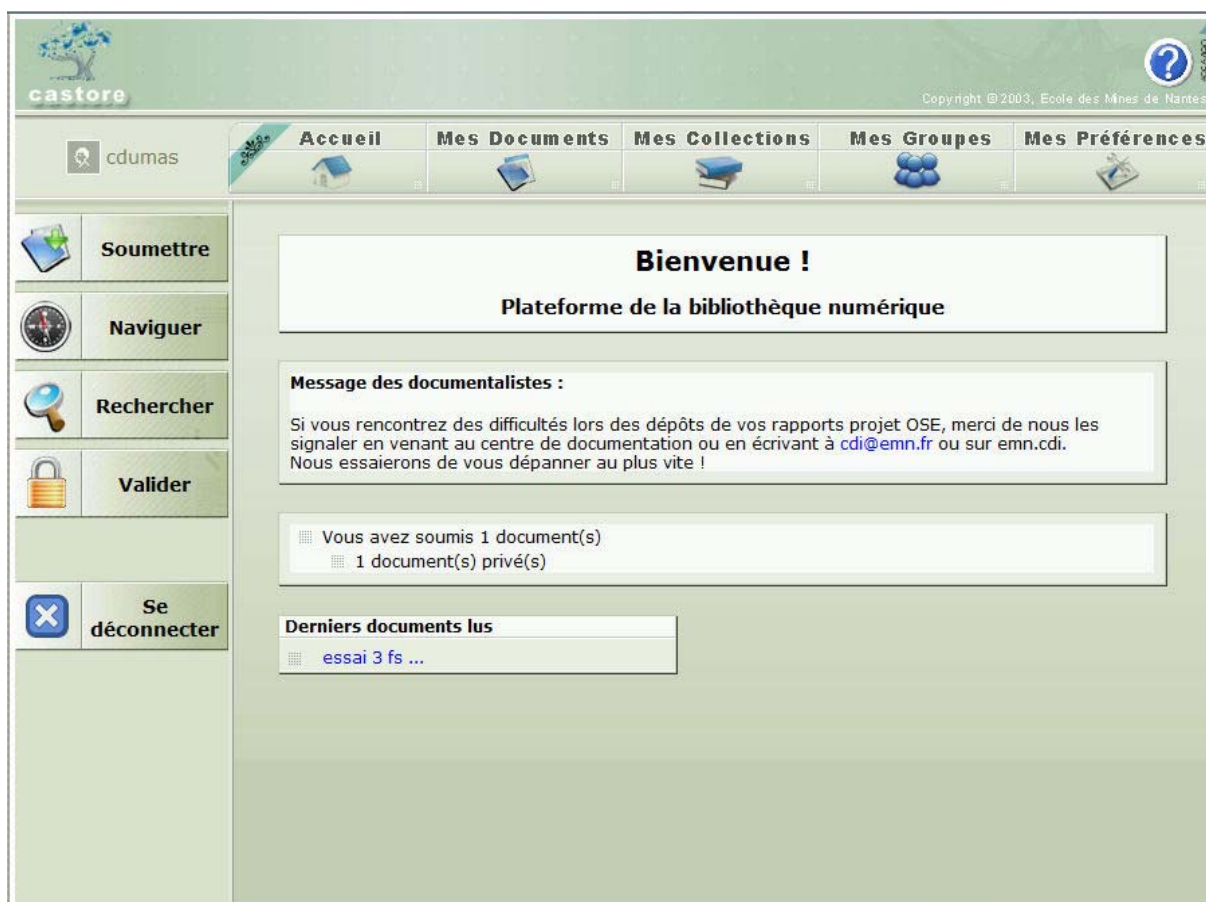 castore
Copyright © 2003, Ecole des Mines de Nantes
cdumas
Accueil
Mes Documents
Mes Collections
Mes Groupes
Mes Préférences
Soumettre
Naviguer
Rechercher
Valider
Se
déconnecter
Bienvenue !
Plateforme de la bibliothèque numérique
Message des documentalistes :
Si vous rencontrez des difficultés lors des dépôts de vos rapports projet OSE, merci de nous les
signaler en venant au centre de documentation ou en écrivant à cdi@emn.fr ou sur emn.cdi.
Nous essaierons de vous dépanner au plus vite !
Vous avez soumis 1 document(s)
1 document(s) privé(s)
Derniers documents lus
essai 3 fs ...